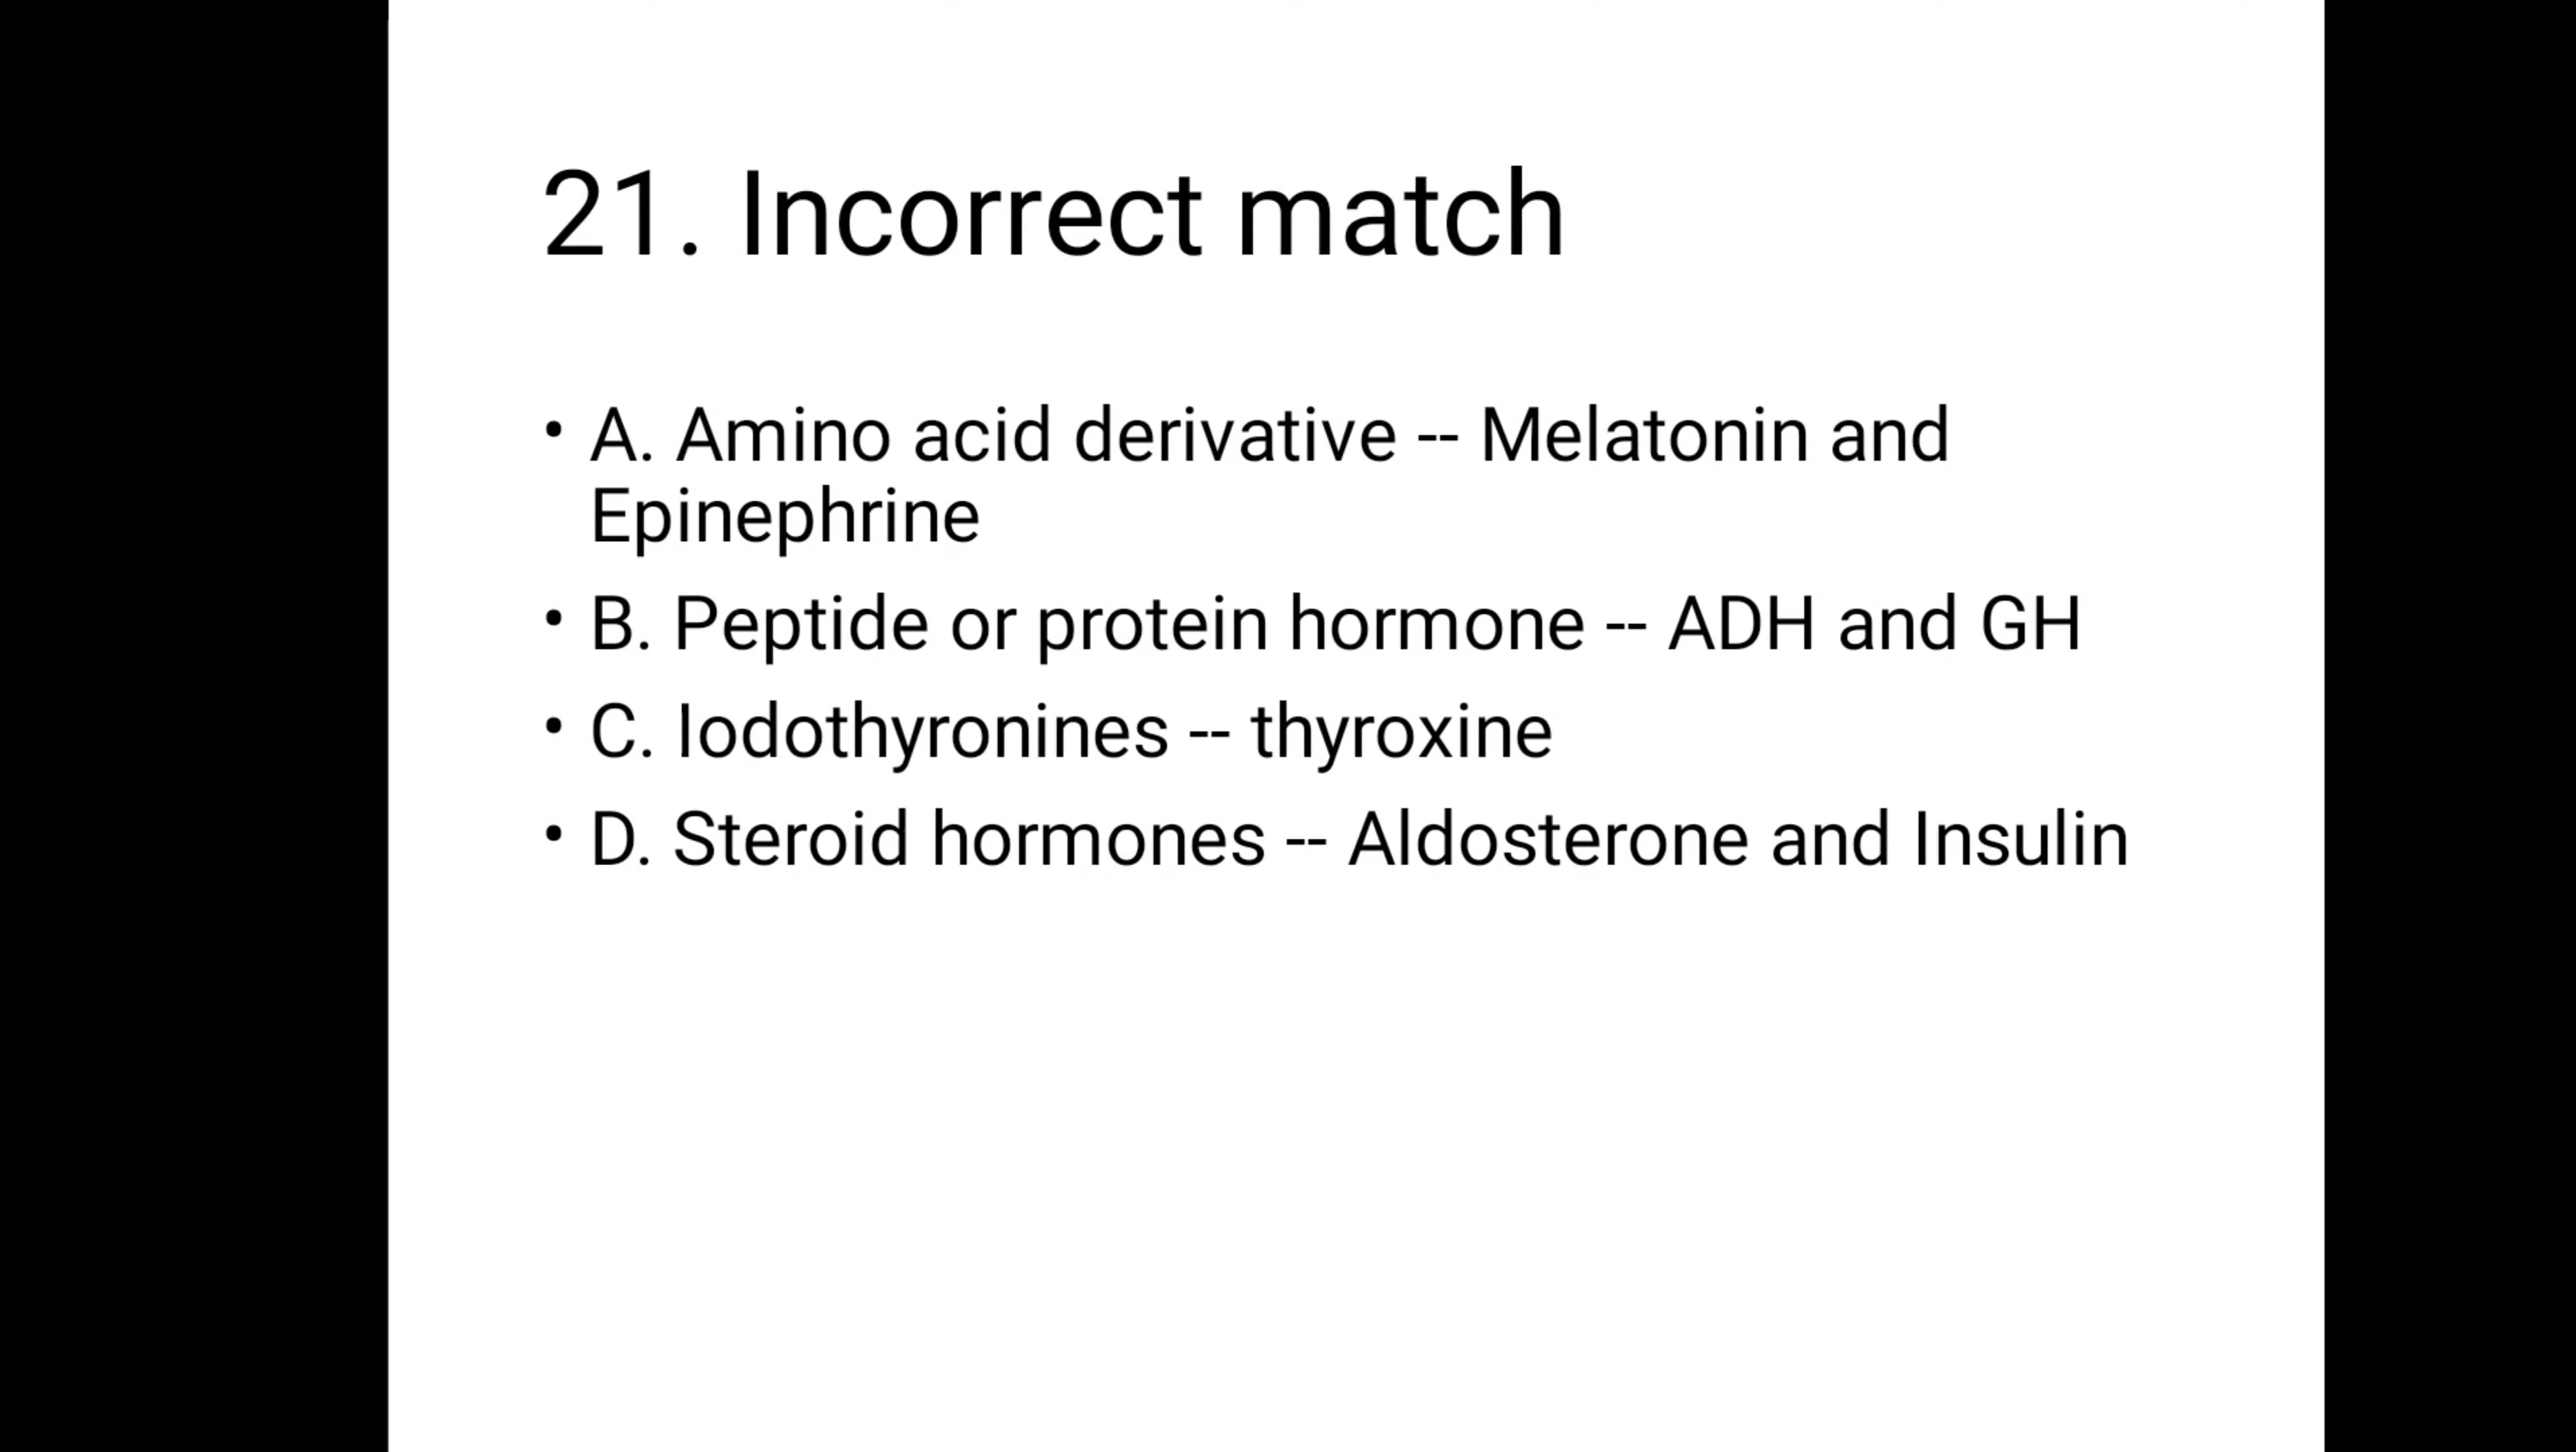 21. Incorrect match
• A. Amino acid derivative -- Melatonin and
Epinephrine
• B. Peptide or protein hormone -- ADH and GH
• C. Iodothyronines -- thyroxine
• D. Steroid hormones -- Aldosterone and Insulin